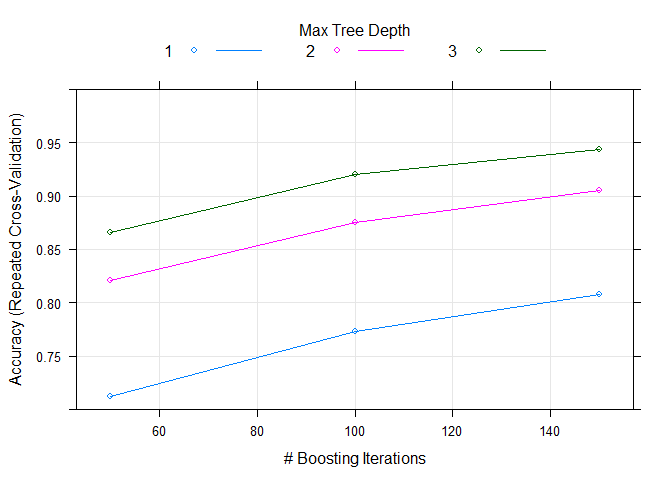 Max Tree Depth
1 2 3
Accuracy (Repeated Cross-Validation)
0.95
0.90
0.85
0.80
0.75
60 80 100 120 140
# Boosting Iterations